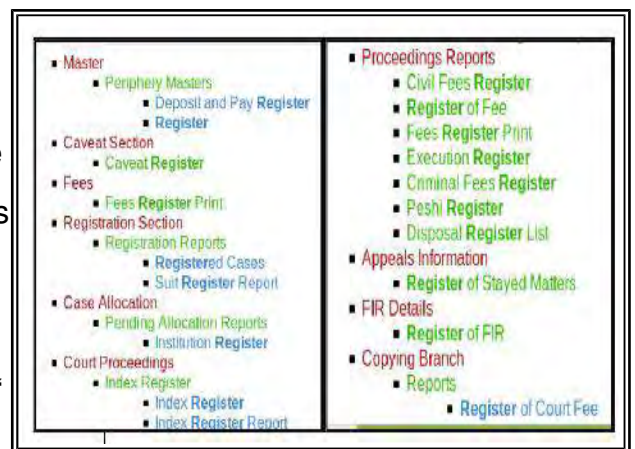 Master
Periphery Masters
Deposit and Pay Register
Register
Caveat Section
Caveat Register
Fees
Fees Register Print
Registration Section
Registration Reports
Registered Cases
Suit Register Report
Case Allocation
Pending Allocation Reports
Institution Register
Court Proceedings
Index Register
Index Register
Index Register Report
Proceedings Reports
Civil Fees Register
Register of Fee
Fees Register Print
Execution Register
Criminal Fees Register
Peshi Register
Disposal Register List
Appeals Information
Register of Stayed Matters
FIR Details
Register of FIR
Copying Branch
Reports
Register of Court Fee